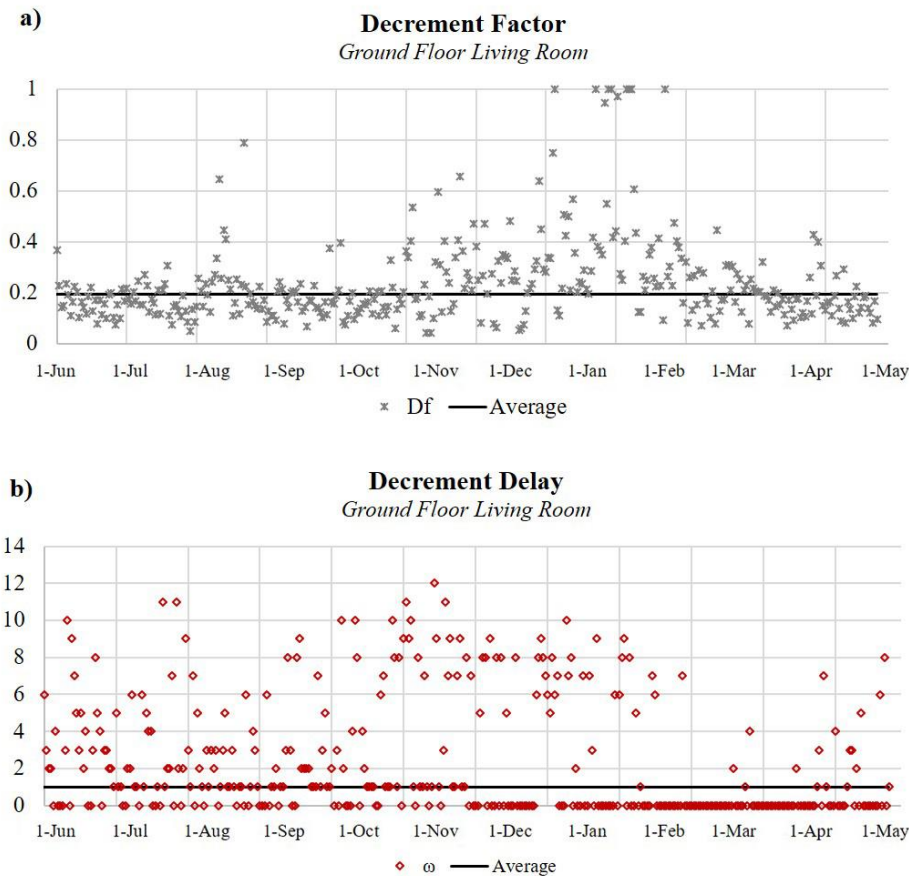 a)
Decrement Factor
Ground Floor Living Room
1
0.8
0.6
0.4
0.2
0
1-Jun 1-Jul 1-Aug 1-Sep 1-Oct 1-Nov 1-Dec 1-Jan 1-Feb 1-Mar 1-Apr 1-May
Df Average
b)
Decrement Delay
Ground Floor Living Room
14
12
10
8
6
4
2
0
1-Jun 1-Jul 1-Aug 1-Sep 1-Oct 1-Nov 1-Dec 1-Jan 1-Feb 1-Mar 1-Apr 1-May
ω Average